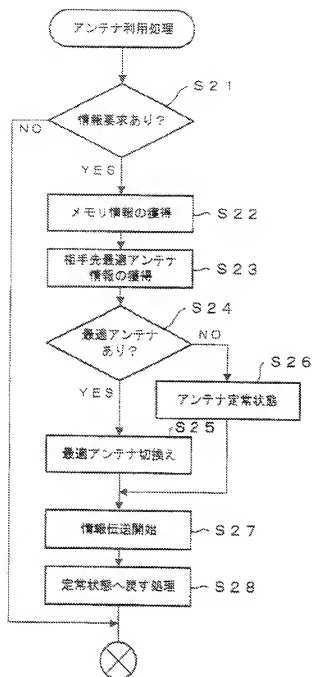 アンテナ利用処理
S21
情報要求あり?
NO
YES
メモリ情報の獲得
S22
相手先最適アンテナ
情報の獲得
S23
S24
最適アンテナ
あり?
NO
YES
S26
アンテナ定常状態
S25
最適アンテナ切換え
情報伝送開始
S27
定常状態へ戻す処理
S28